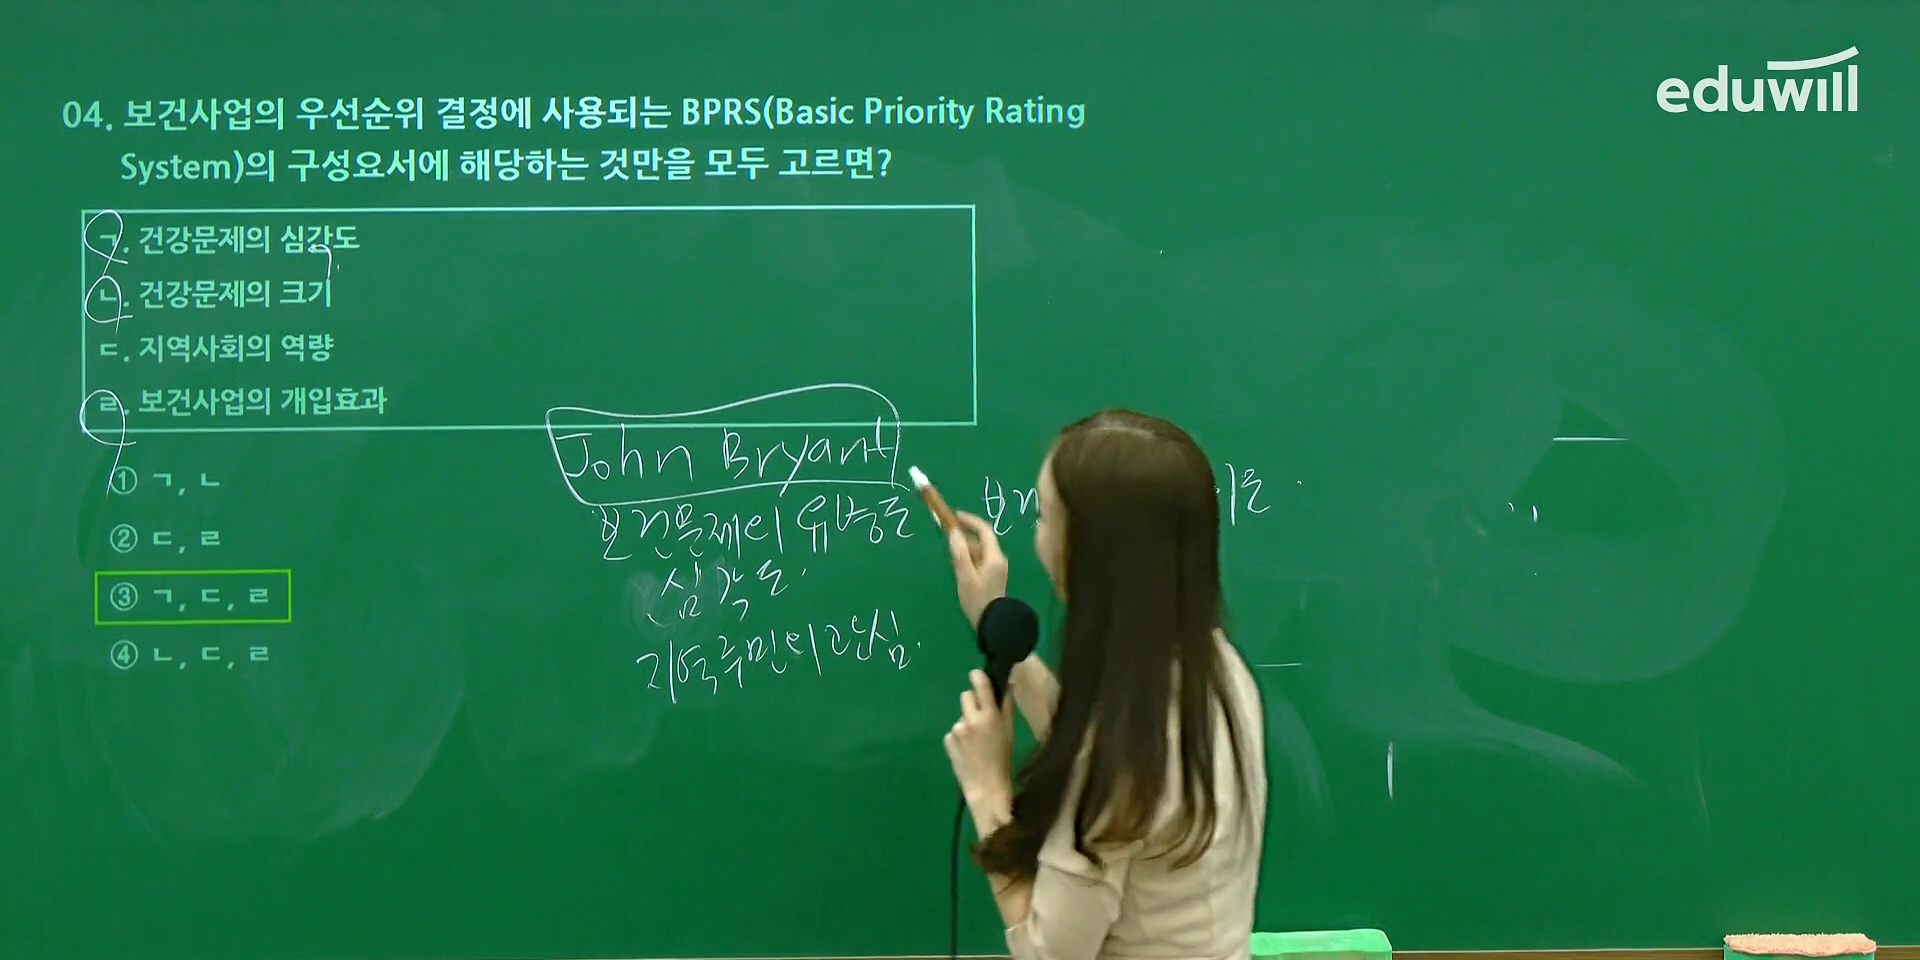 eduwill
04. 보건사업의 우선순위 결정에 사용되는 BPRS(Basic Priority Rating
System)의 구성요서에 해당하는 것만을 모두 고르면?
ㄱ. 건강문제의 심각도
ㄴ. 건강문제의 크기
ㄷ. 지역사회의 역량
ㄹ. 보건사업의 개입효과
① ㄱ, ㄴ
② ㄷ, ㄹ
③ ㄱ, ㄷ, ㄹ
④ ㄴ, ㄷ, ㄹ
John Bryant
보건문제의 유병률
심각도.
지역주민의 관심.